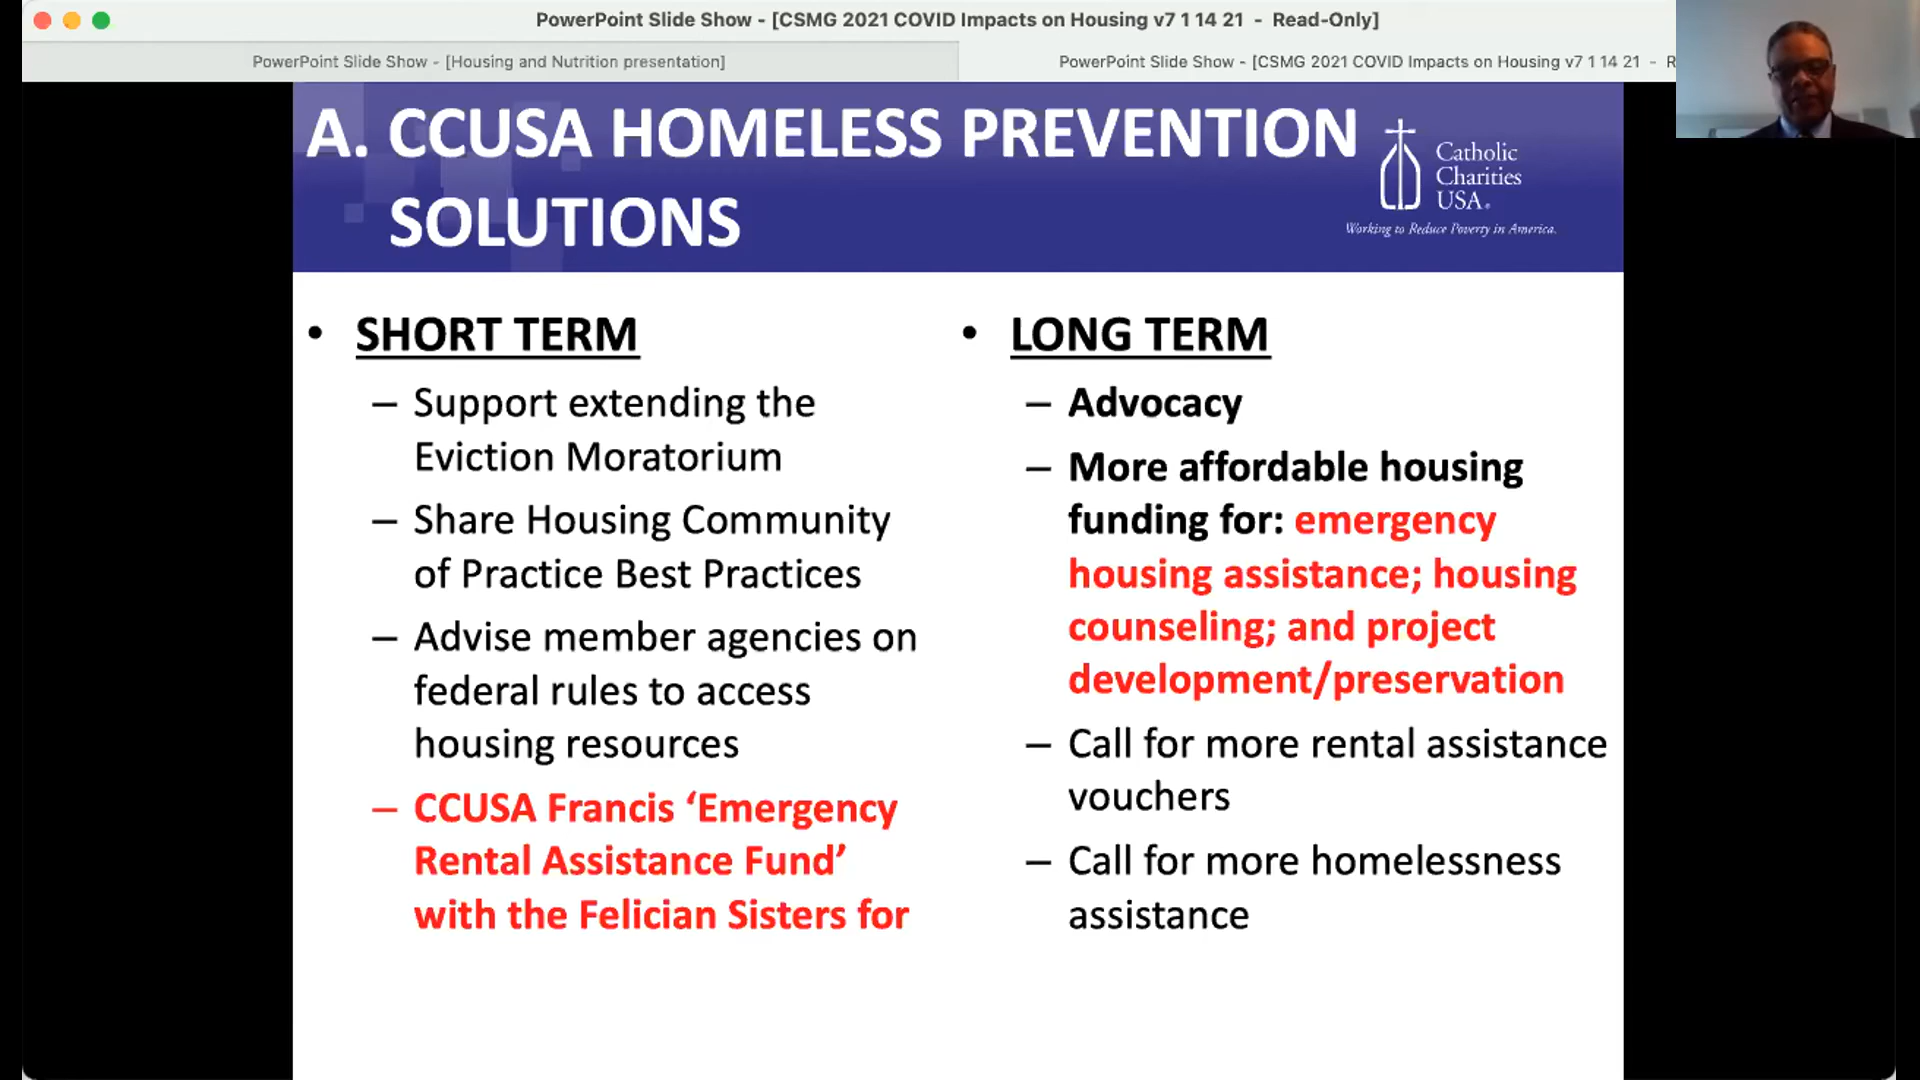 PowerPoint Slide Show - [CSMG 2021 COVID Impacts on Housing v7 1 14 21 - Read-Only]
PowerPoint Slide Show - [Housing and Nutrition presentation]
PowerPoint Slide Show - [CSMG 2021 COVID Impacts on Housing v7 1 14 21 - R
A. CCUSA HOMELESS PREVENTION
SOLUTIONS
Catholic
Charities
USA®
Working to Reduce Poverty in America.
• SHORT TERM
– Support extending the
Eviction Moratorium
– Share Housing Community
of Practice Best Practices
– Advise member agencies on
federal rules to access
housing resources
– CCUSA Francis ‘Emergency
Rental Assistance Fund’
with the Felician Sisters for
• LONG TERM
– Advocacy
– More affordable housing
funding for: emergency
housing assistance; housing
counseling; and project
development/preservation
– Call for more rental assistance
vouchers
– Call for more homelessness
assistance